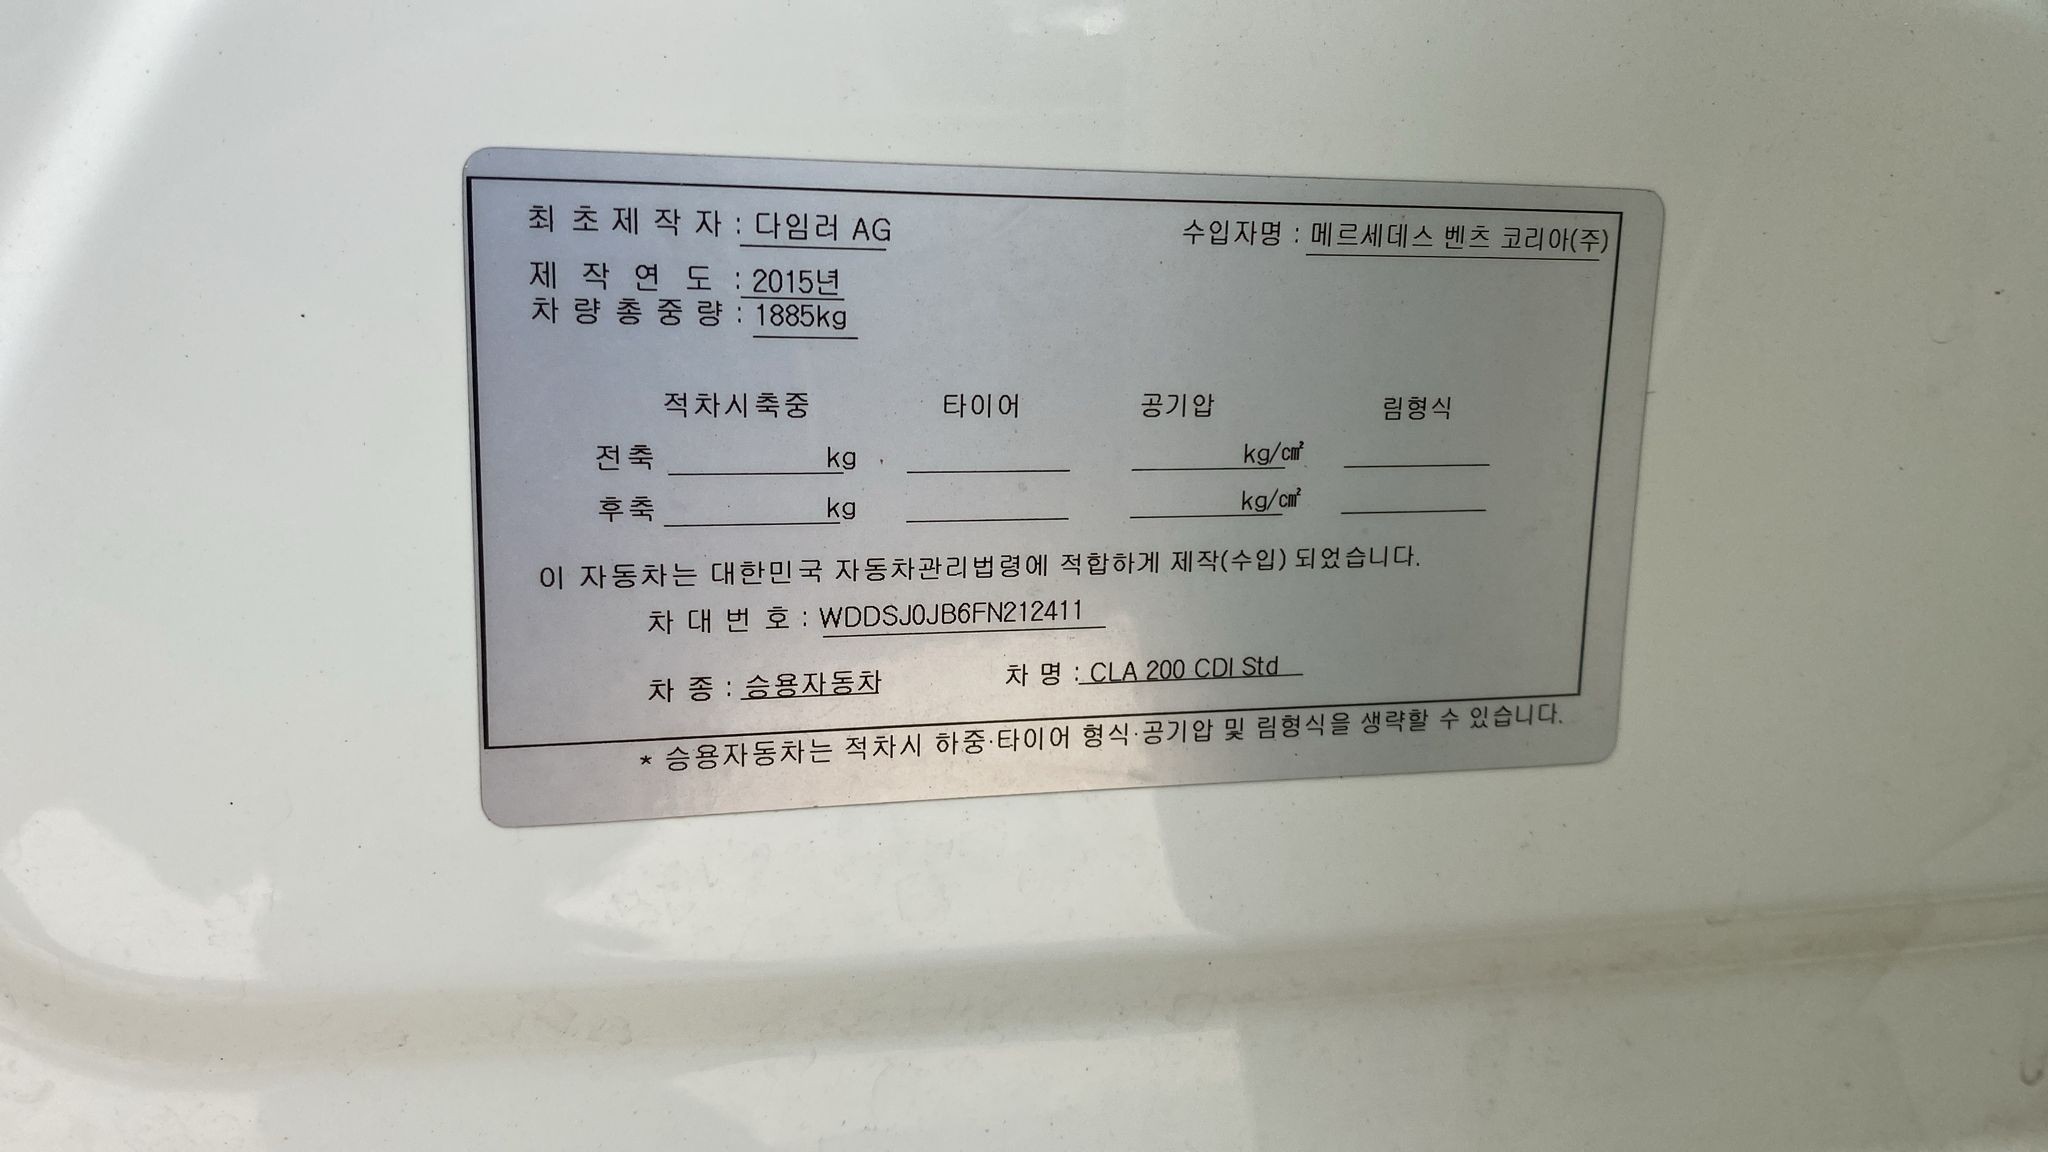 최초제작자 : 다임러 AG 수입자명 : 메르세데스 벤츠 코리아(주)
제작연도 : 2015년
차량총중량 : 1885kg
적차시축중 타이어 공기압 림형식
전축 kg kg/㎠
후축 kg kg/㎠
이 자동차는 대한민국 자동차관리법령에 적합하게 제작(수입) 되었습니다.
차대번호 : WDDSJ0JB6FN212411
차종 : 승용자동차 차명 : CLA 200 CDI Std
* 승용자동차는 적차시 하중·타이어 형식·공기압 및 림형식을 생략할 수 있습니다.